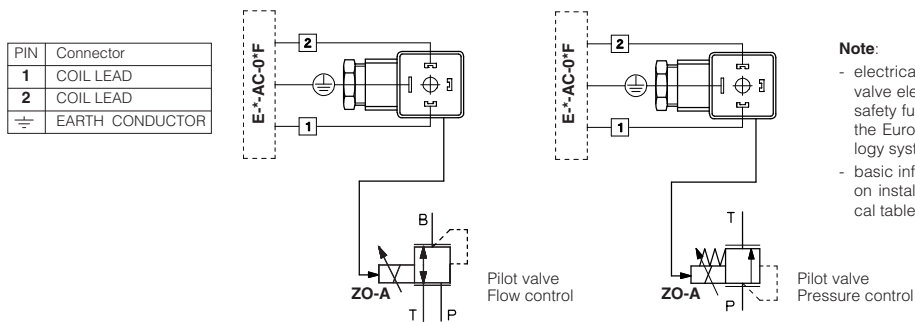 PIN Connector
1 COIL LEAD
2 COIL LEAD
EARTH CONDUCTOR
E-*-AC-0*F
2
1
B
ZO-A
T P
Pilot valve
Flow control
E-*-AC-0*F
2
1
T
ZO-A
P
Pilot valve
Pressure control
Note:
- electrica
valve ele
safety fu
the Euro
logy syst
- basic inf
on instal
cal table